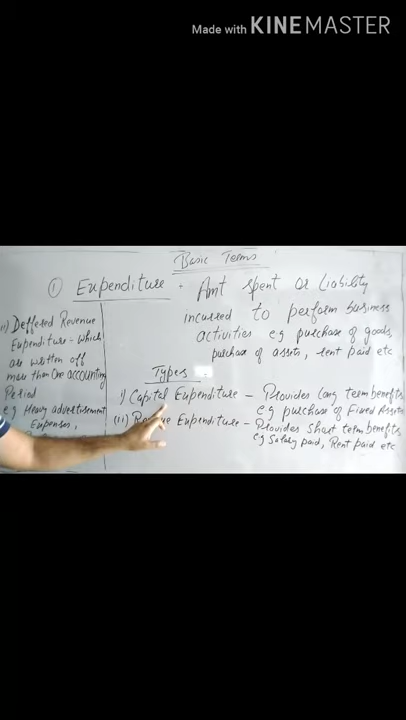 Made with KINEMASTER
Basic Terms
① Expenditure - Amt spent or Liability
incurred to perform business
activities e.g purchase of goods,
purchase of assets, rent paid etc
Types
i) Capital Expenditure - Provides Long term benefits
e.g purchase of Fixed Assets
(ii) Revenue Expenditure - Provides Short term benefits
e.g Salary paid, Rent paid etc
Deffered Revenue
Expenditure - which
are written off
more than One accounting
Period
e.g Heavy advertisement
Expenses,